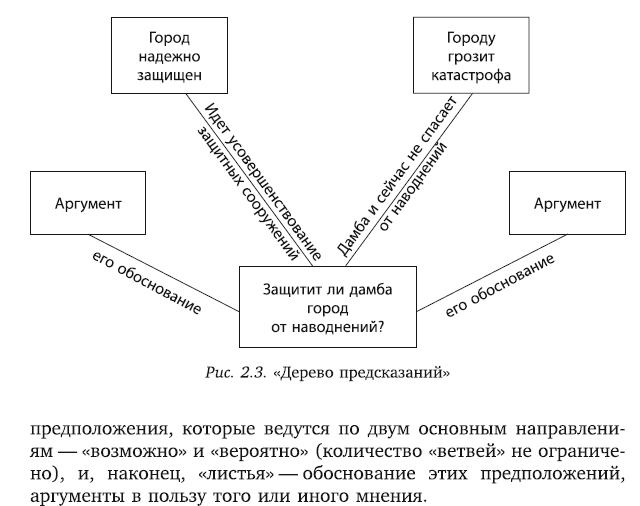 Город
надежно
защищен
Городу
грозит
катастрофа
Идет усовершенствование
защитных сооружений
Дамба и сейчас не спасает
от наводнений
Аргумент
Аргумент
его обоснование
его обоснование
Защитит ли дамба
город
от наводнений?
Рис. 2.3. «Дерево предсказаний»
предположения, которые ведутся по двум основным направлени-
ям — «возможно» и «вероятно» (количество «ветвей» не ограниче-
но), и, наконец, «листья» — обоснование этих предположений,
аргументы в пользу того или иного мнения.